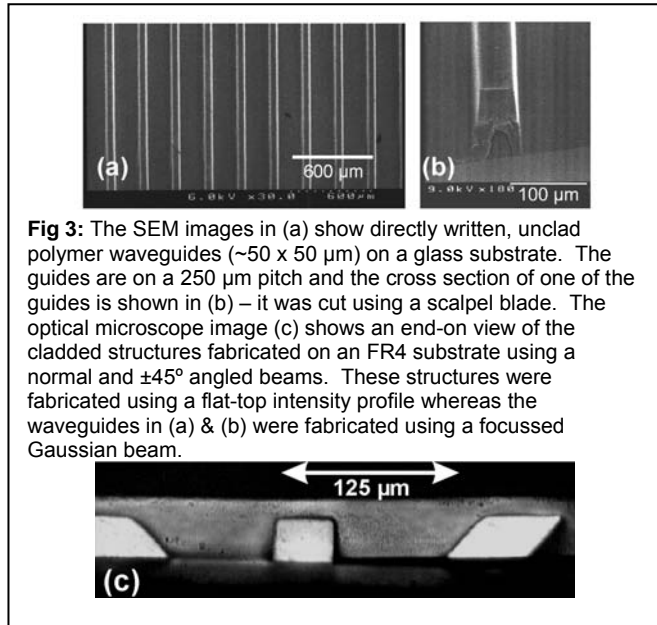 (a)
600 µm
6.0kV x30.0 600µm
(b)
9.0kV x180 100 µm
Fig 3: The SEM images in (a) show directly written, unclad
polymer waveguides (~50 x 50 µm) on a glass substrate. The
guides are on a 250 µm pitch and the cross section of one of the
guides is shown in (b) – it was cut using a scalpel blade. The
optical microscope image (c) shows an end-on view of the
cladded structures fabricated on an FR4 substrate using a
normal and ±45º angled beams. These structures were
fabricated using a flat-top intensity profile whereas the
waveguides in (a) & (b) were fabricated using a focussed
Gaussian beam.
125 µm
(c)